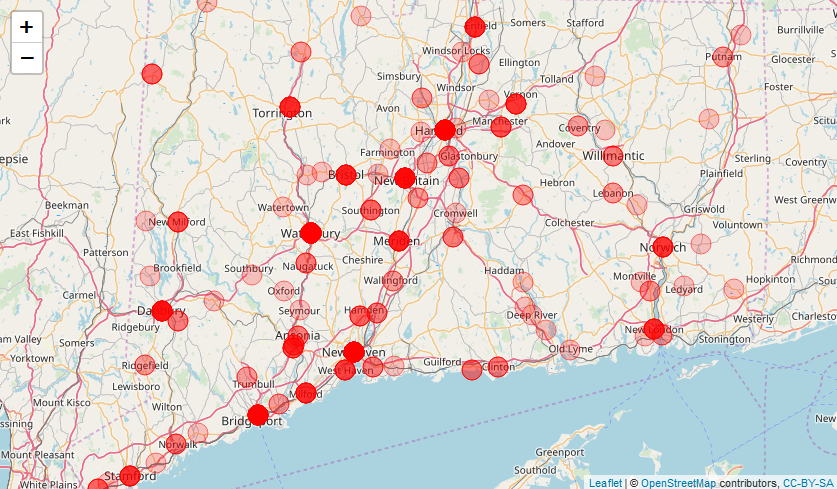 +
−
Enfield
Somers
Stafford
Burrillville
Windsor Locks
Putnam
Simsbury
Ellington
Glocester
Tolland
Windsor
Foster
Avon
Vernon
Torrington
Manchester
Coventry
Hartford
Andover
epsie
Farmington
Glastonbury
Willimantic
Sterling
Coventry
Plainfield
Bristol
New Britain
Hebron
Lebanon
West Greenw
Beekman
Watertown
Southington
Cromwell
Griswold
New Milford
Colchester
Voluntown
East Fishkill
Waterbury
Meriden
Norwich
Patterson
Cheshire
Richmond
Brookfield
Southbury
Naugatuck
Haddam
Montville
Hopkinton
Wallingford
Carmel
Oxford
Ledyard
Danbury
Seymour
Hamden
Deep River
Charlesto
Ridgebury
Westerly
New London
am Valley
Somers
Ansonia
Stonington
Yorktown
New Haven
Old Lyme
Ridgefield
West Haven
Guilford
Clinton
Lewisboro
Trumbull
Mount Kisco
Wilton
Milford
Bridgeport
ssining
Norwalk
Mount Pleasant
Greenport
Stamford
Southold
White Plains
Leaflet | © OpenStreetMap contributors, CC-BY-SA